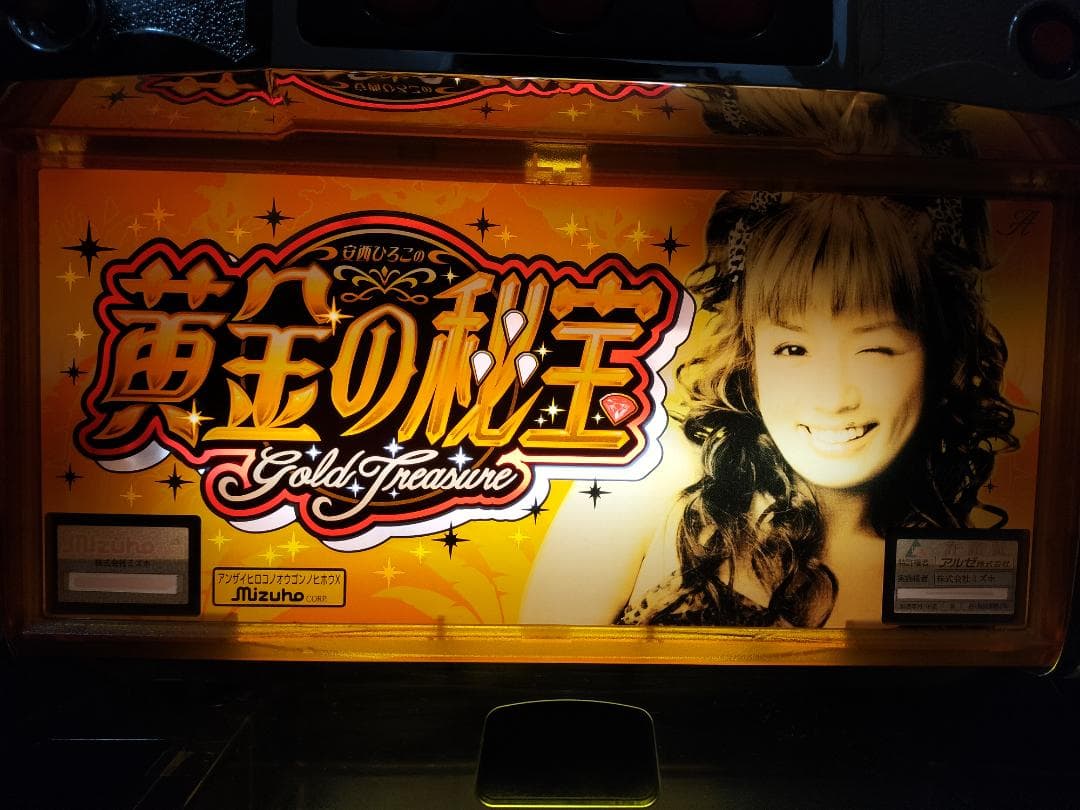 安西ひろこの
黄金の秘宝
Gold Treasure
mizuho
株式会社ミズホ
アンザイヒロコノオウゴンノヒホウX
Mizuho CORP.
アルゼ株式会社
株式会社ミズホ